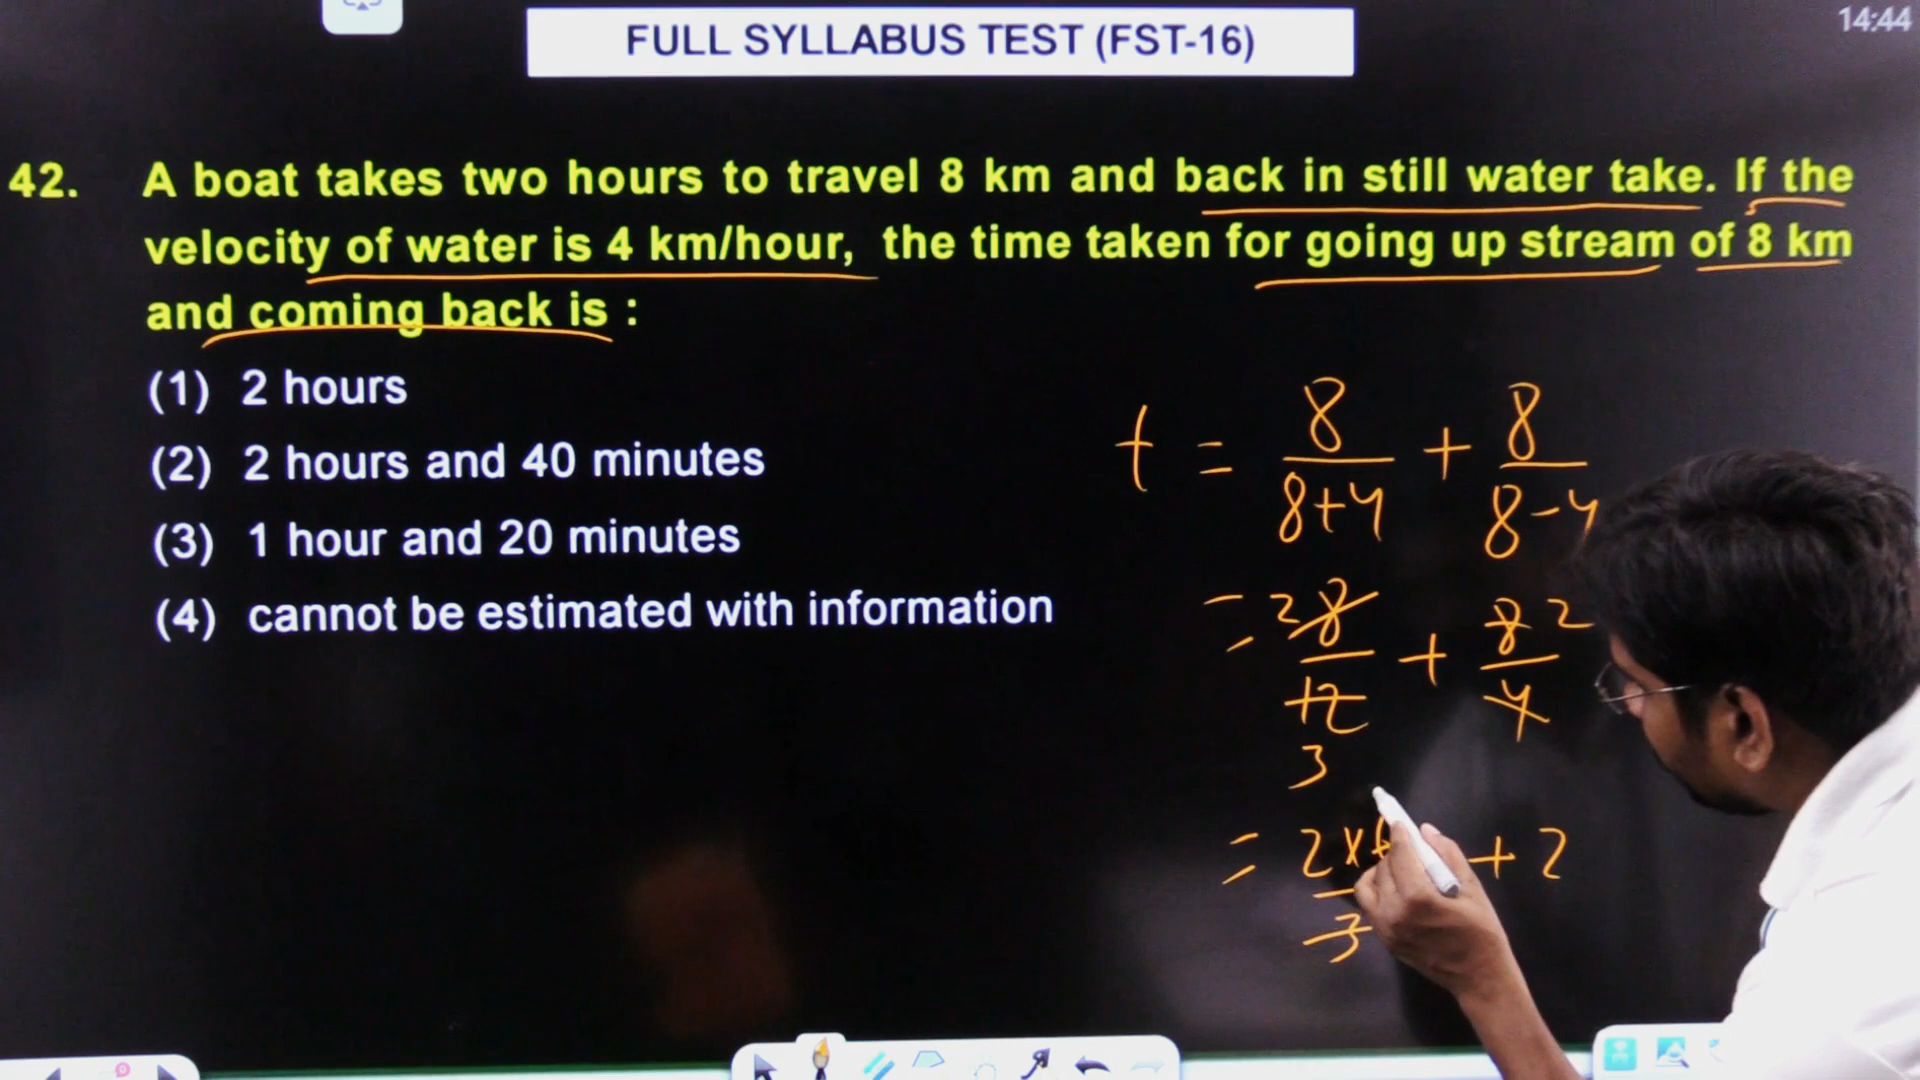 14:44
FULL SYLLABUS TEST (FST-16)
42. A boat takes two hours to travel 8 km and back in still water take. If the
velocity of water is 4 km/hour, the time taken for going up stream of 8 km
and coming back is :
(1) 2 hours
(2) 2 hours and 40 minutes
(3) 1 hour and 20 minutes
(4) cannot be estimated with information
t = 8/8+4 + 8/8-4
= 2 8/12 3 + 8 2/4
= 2 x /3 + 2